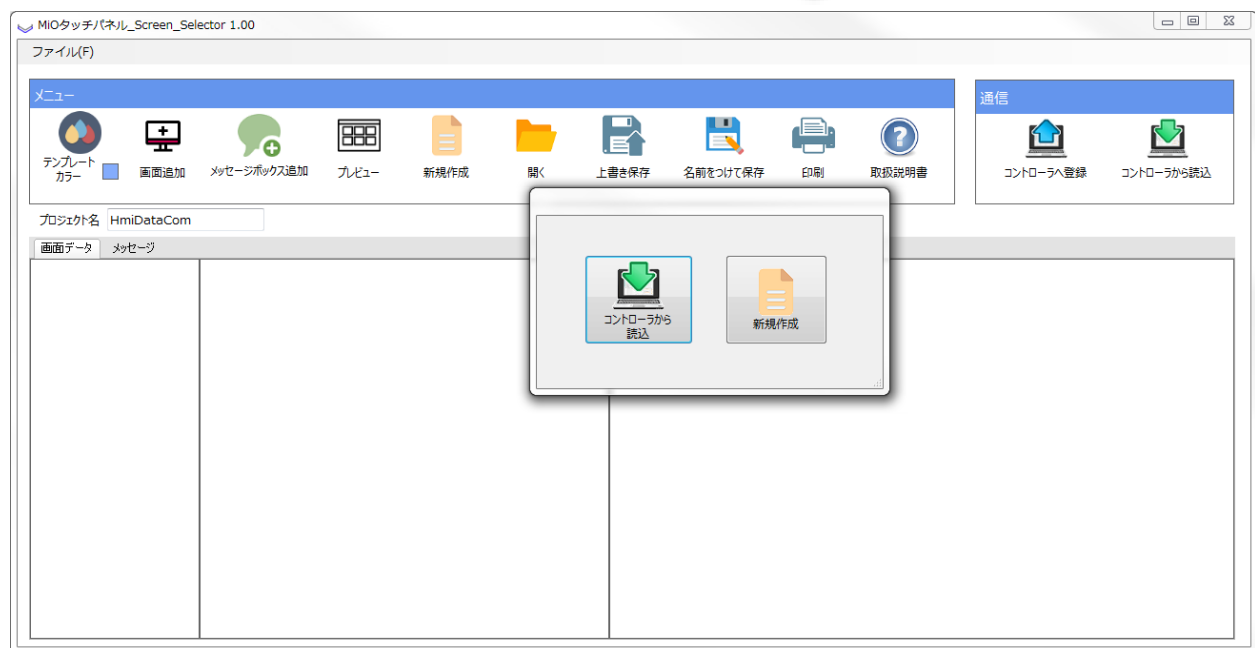 MiOタッチパネル_Screen_Selector 1.00
ファイル(F)
メニュー
通信
テンプレート
カラー
画面追加
メッセージボックス追加
プレビュー
新規作成
開く
上書き保存
名前をつけて保存
印刷
取扱説明書
コントローラへ登録
コントローラから読込
プロジェクト名 HmiDataCom
画面データ
メッセージ
コントローラから
読込
新規作成